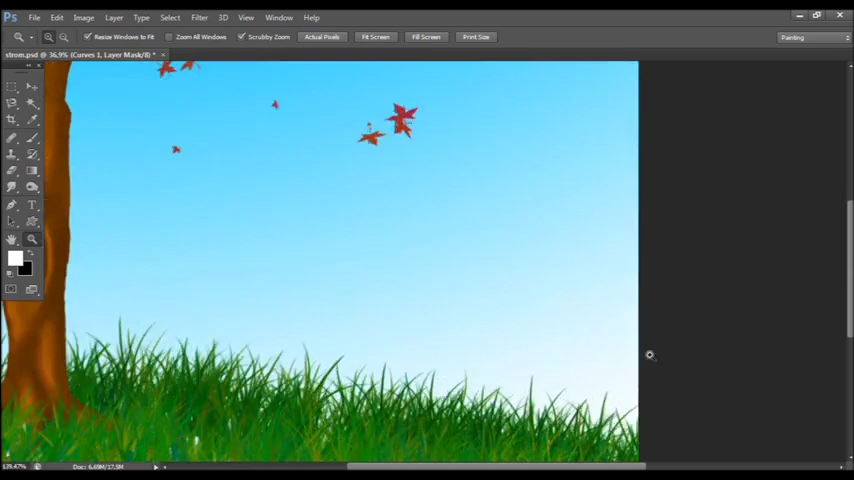 Ps File Edit Image Layer Type Select Filter 3D View Window Help
Resize Windows to Fit Zoom All Windows Scrubby Zoom Actual Pixels Fit Screen Fill Screen Print Size Painting
strom.psd @ 36,9% (Curves 1, Layer Mask/8) *
T
139.47% Doc: 6,69M/17,5M